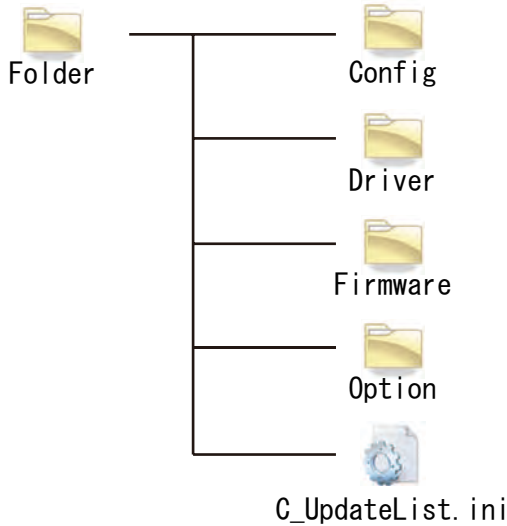 Folder
Config
Driver
Firmware
Option
C_UpdateList.ini